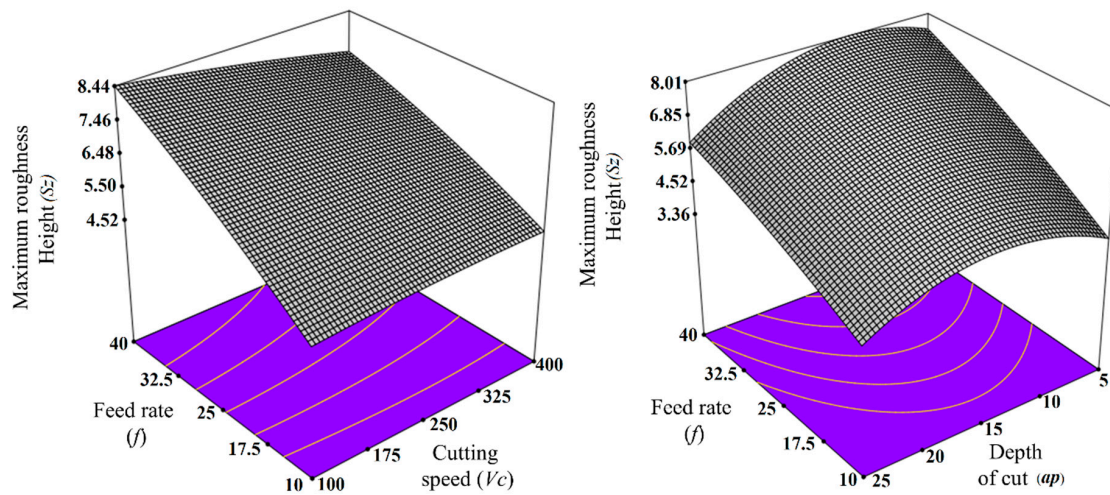 8.44
7.46
6.48
5.50
4.52
Maximum roughness
Height (Sz)
40
32.5
25
17.5
10
Feed rate
(f)
100
175
250
325
400
Cutting
speed (Vc)
8.01
6.85
5.69
4.52
3.36
Maximum roughness
Height (Sz)
40
32.5
25
17.5
10
Feed rate
(f)
25
20
15
10
5
Depth
of cut (ap)